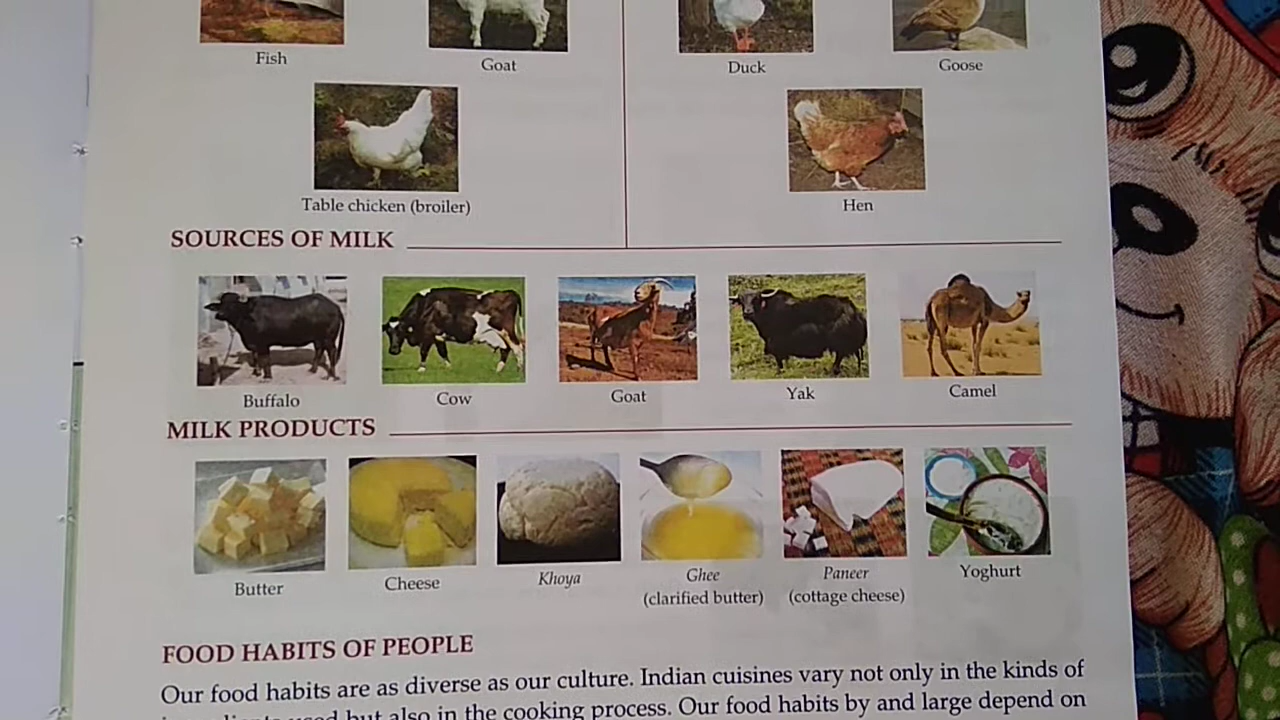 Fish
Goat
Duck
Goose
Table chicken (broiler)
Hen
SOURCES OF MILK
Buffalo
Cow
Goat
Yak
Camel
MILK PRODUCTS
Butter
Cheese
Khoya
Ghee
(clarified butter)
Paneer
(cottage cheese)
Yoghurt
FOOD HABITS OF PEOPLE
Our food habits are as diverse as our culture. Indian cuisines vary not only in the kinds of
used but also in the cooking process. Our food habits by and large depend on